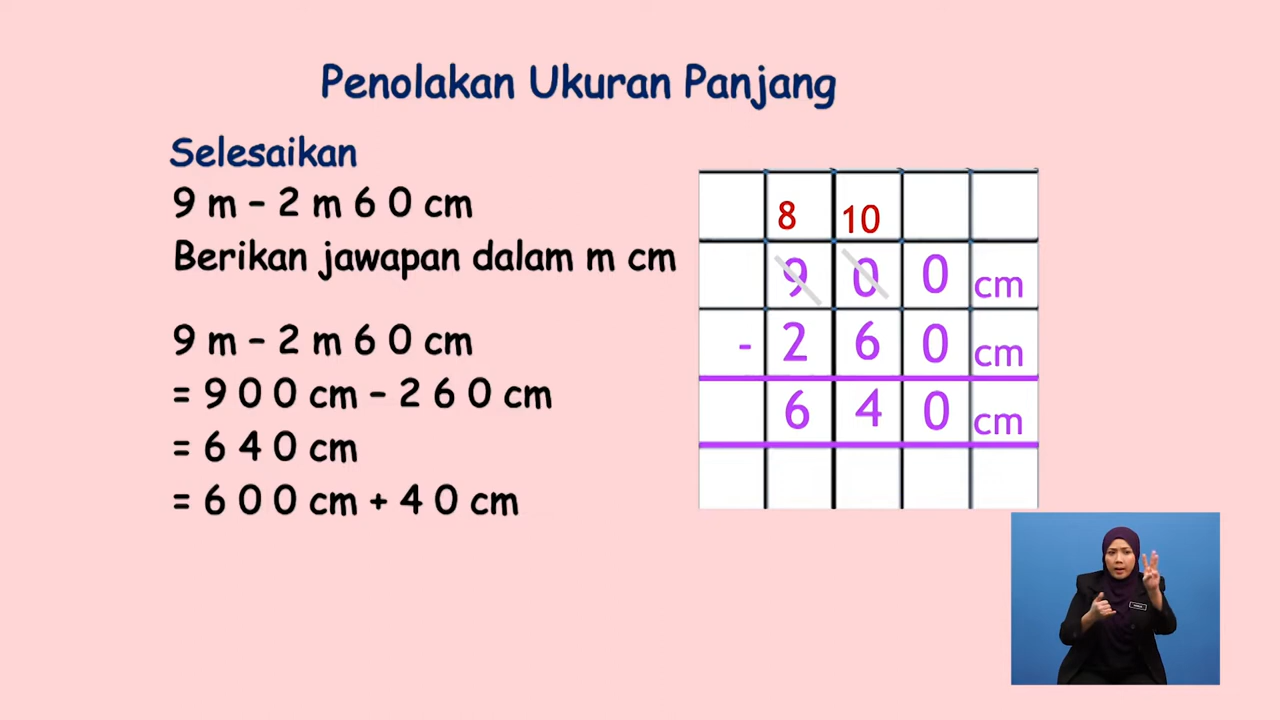 Penolakan Ukuran Panjang
Selesaikan
9 m – 2 m 6 0 cm
Berikan jawapan dalam m cm
9 m – 2 m 6 0 cm
= 9 0 0 cm – 2 6 0 cm
= 6 4 0 cm
= 6 0 0 cm + 4 0 cm
8 10
9 0 0 cm
- 2 6 0 cm
6 4 0 cm